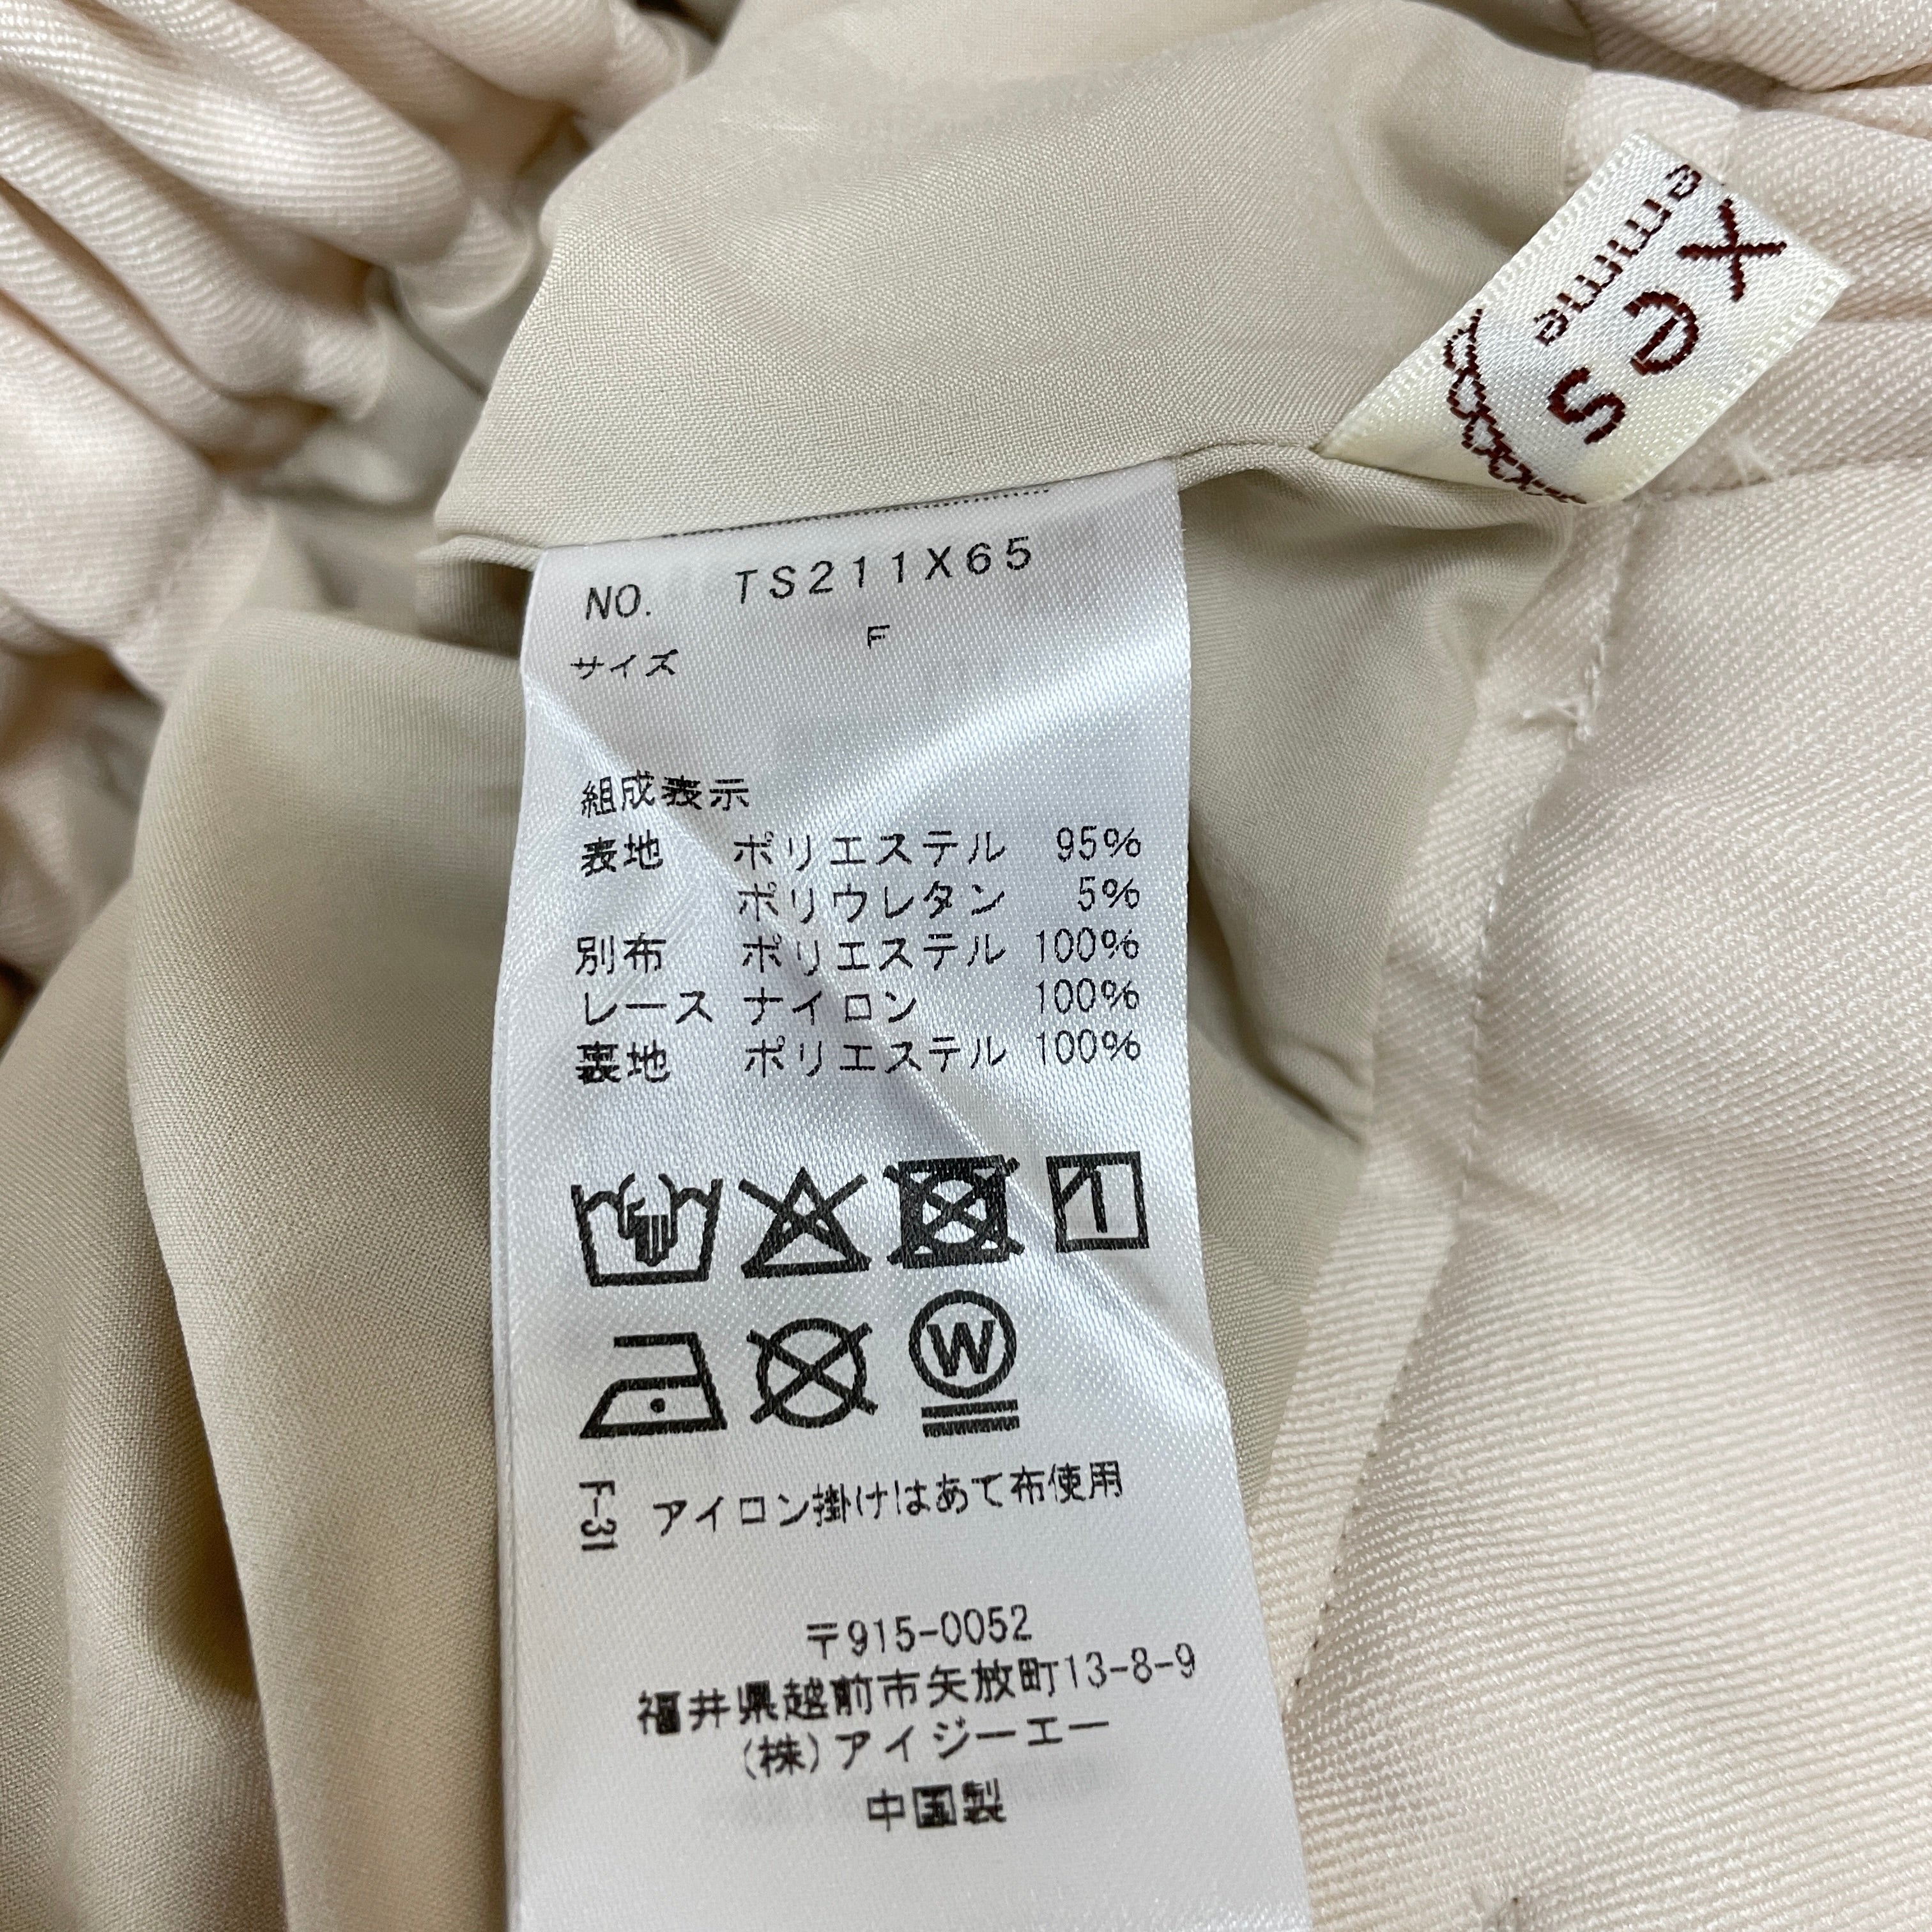 NO. TS211X65
サイズ F
組成表示
表地 ポリエステル 95%
ポリウレタン 5%
別布 ポリエステル 100%
レース ナイロン 100%
裏地 ポリエステル 100%
W
F-31 アイロン掛けはあて布使用
〒915-0052
福井県越前市矢放町13-8-9
(株)アイジーエー
中国製